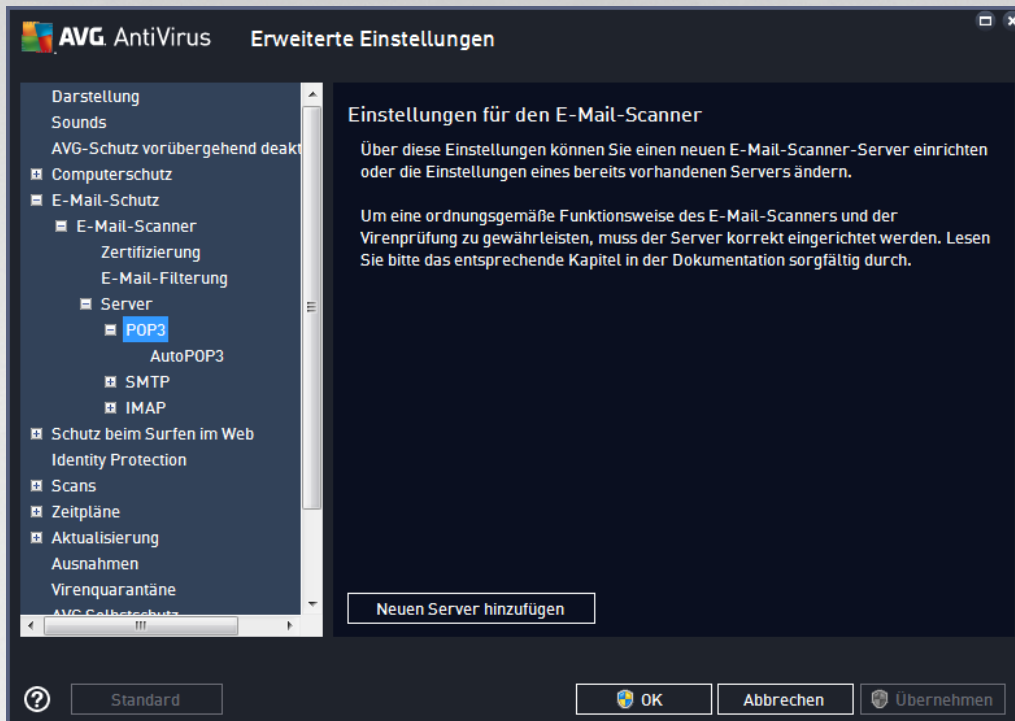 AVG AntiVirus Erweiterte Einstellungen
Darstellung
Sounds
AVG-Schutz vorübergehend deakt
Computerschutz
E-Mail-Schutz
E-Mail-Scanner
Zertifizierung
E-Mail-Filterung
Server
POP3
AutoPOP3
SMTP
IMAP
Schutz beim Surfen im Web
Identity Protection
Scans
Zeitpläne
Aktualisierung
Ausnahmen
Virenquarantäne
AVG Selbstschutz
Einstellungen für den E-Mail-Scanner
Über diese Einstellungen können Sie einen neuen E-Mail-Scanner-Server einrichten
oder die Einstellungen eines bereits vorhandenen Servers ändern.
Um eine ordnungsgemäße Funktionsweise des E-Mail-Scanners und der
Virenprüfung zu gewährleisten, muss der Server korrekt eingerichtet werden. Lesen
Sie bitte das entsprechende Kapitel in der Dokumentation sorgfältig durch.
Neuen Server hinzufügen
Standard
OK
Abbrechen
Übernehmen